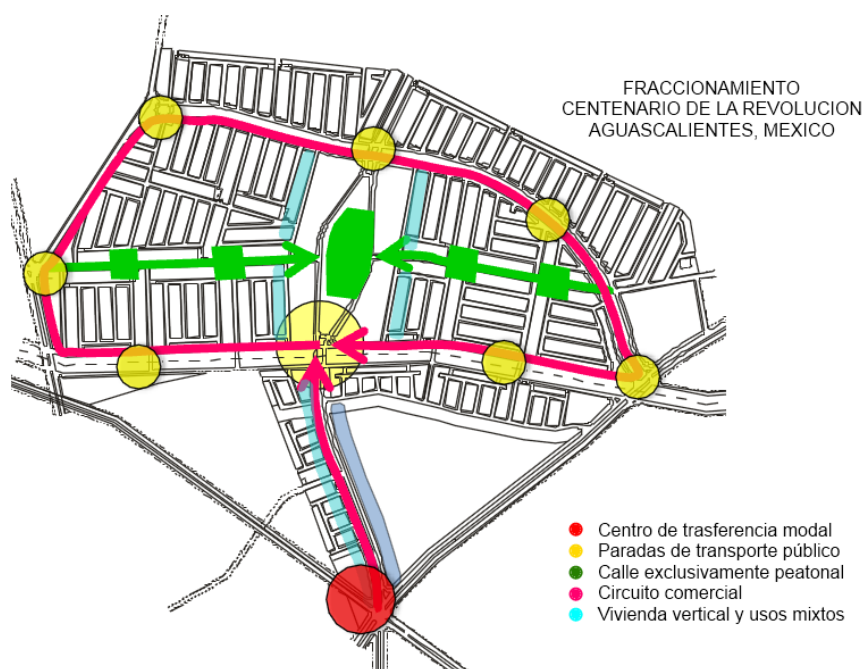 FRACCIONAMIENTO
CENTENARIO DE LA REVOLUCION
AGUASCALIENTES, MEXICO
Centro de trasferencia modal
Paradas de transporte público
Calle exclusivamente peatonal
Circuito comercial
Vivienda vertical y usos mixtos